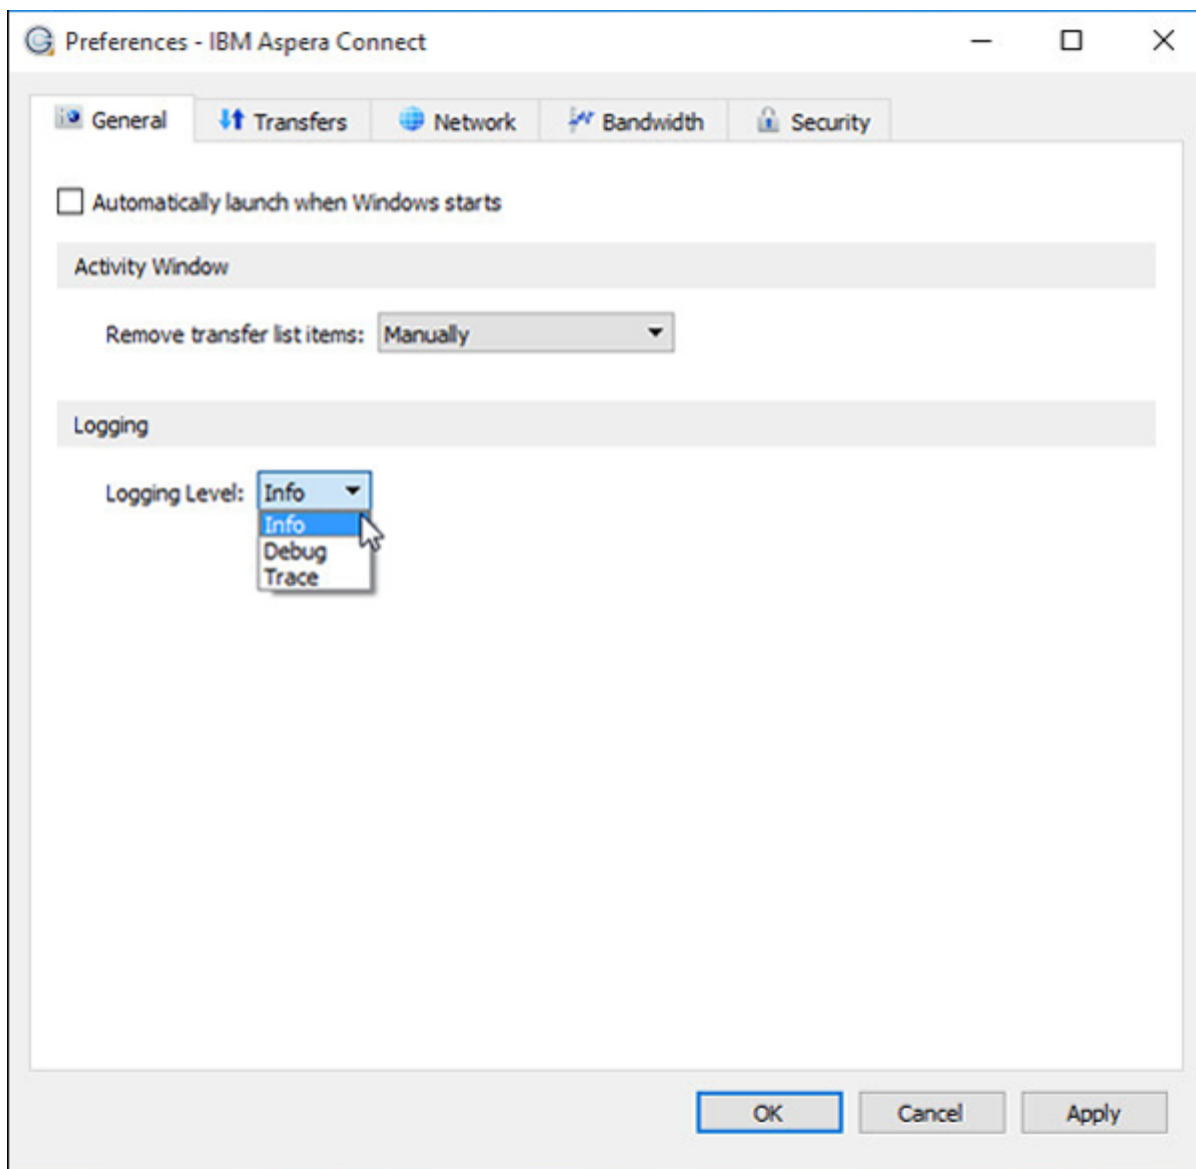 Preferences - IBM Aspera Connect
General Transfers Network Bandwidth Security
Automatically launch when Windows starts
Activity Window
Remove transfer list items: Manually
Logging
Logging Level: Info
Info
Debug
Trace
OK Cancel Apply